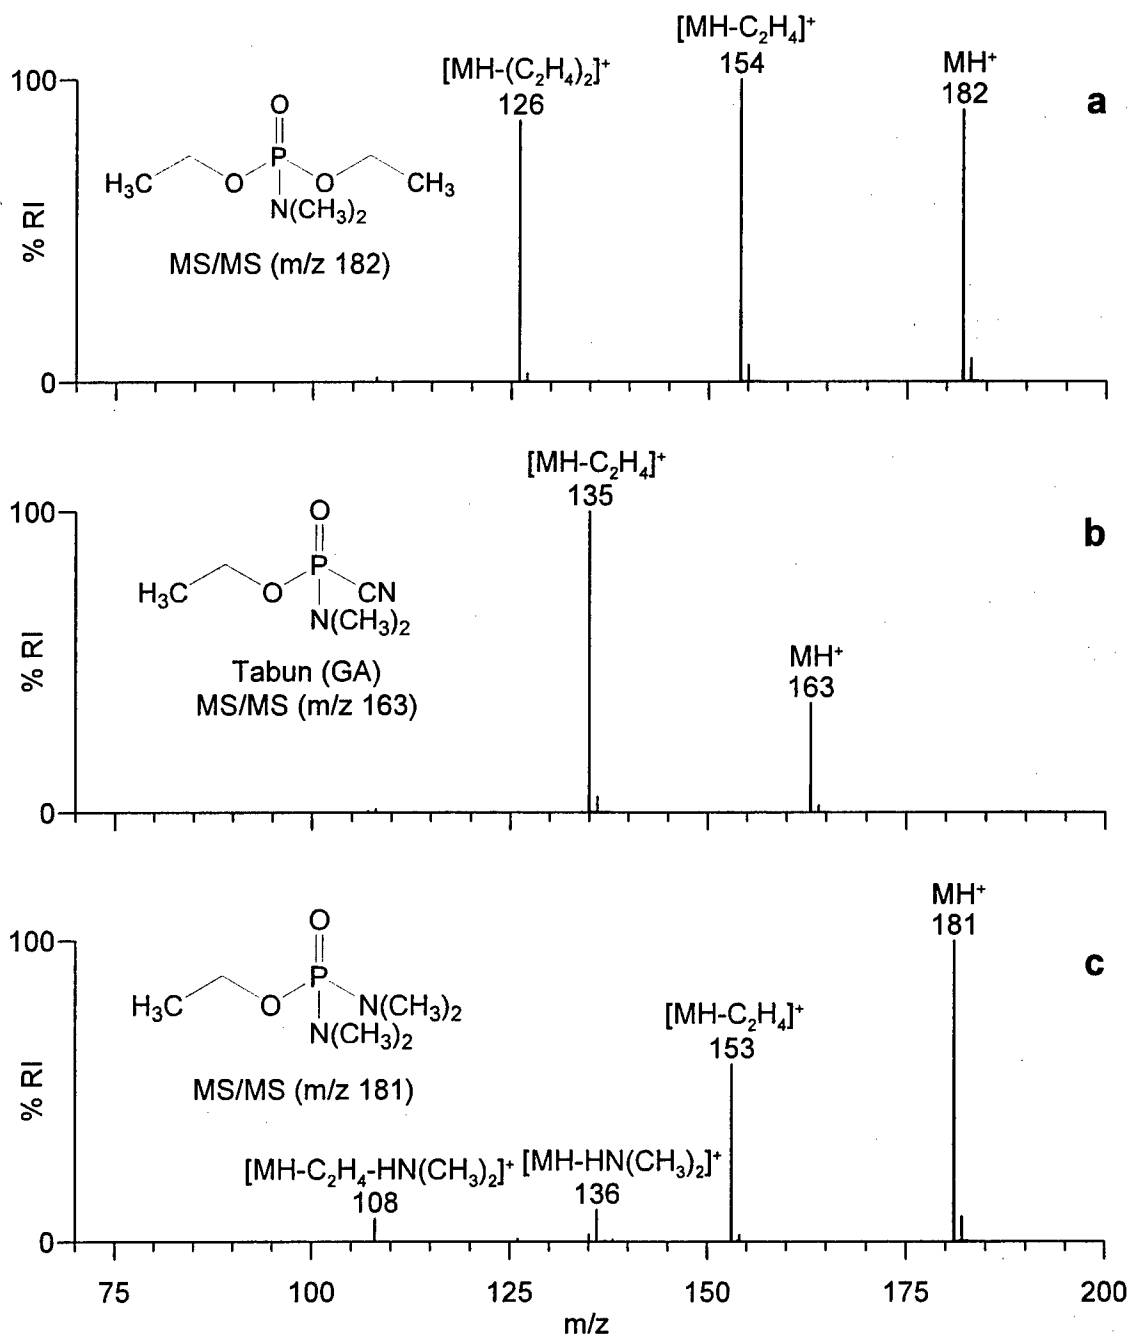 [MH-C₂H₄]⁺
154
[MH-(C₂H₄)₂]⁺
126
MH⁺
182
a
100
% RI
0
O
P
H₃C
O
O
CH₃
N(CH₃)₂
MS/MS (m/z 182)
[MH-C₂H₄]⁺
135
b
100
% RI
0
O
P
H₃C
O
CN
N(CH₃)₂
Tabun (GA)
MS/MS (m/z 163)
MH⁺
163
MH⁺
181
c
100
% RI
0
O
P
H₃C
O
N(CH₃)₂
N(CH₃)₂
MS/MS (m/z 181)
[MH-C₂H₄]⁺
153
[MH-C₂H₄-HN(CH₃)₂]⁺
108
[MH-HN(CH₃)₂]⁺
136
75
100
125
150
175
200
m/z